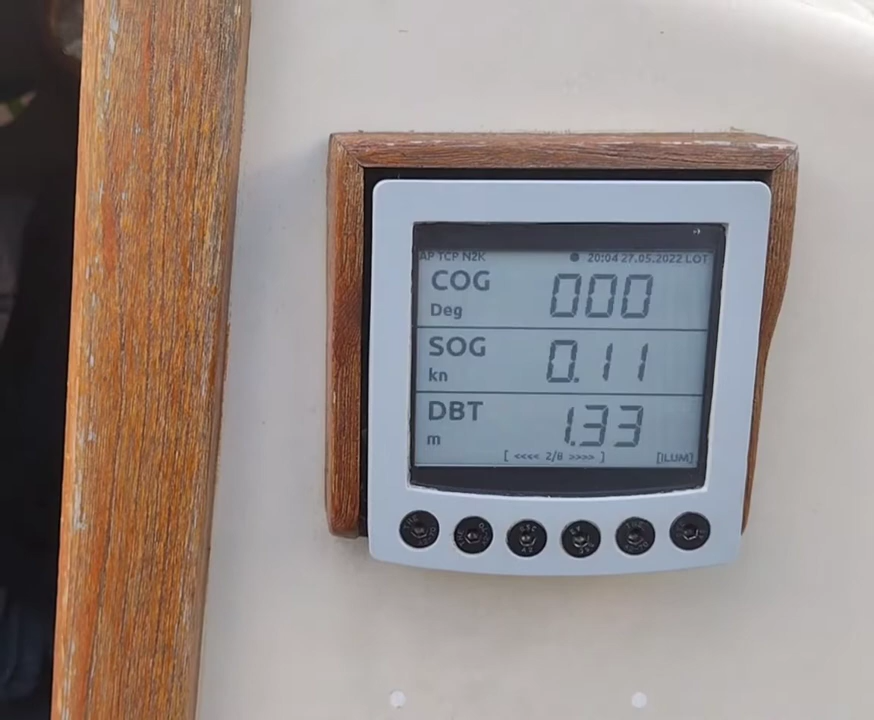 AP TCP N2K 20:04 27.05.2022 LOT
COG 000
Deg
SOG 0.11
kn
DBT 1.33
m
[ <<<< 2/8 >>>> ] [ILUM]